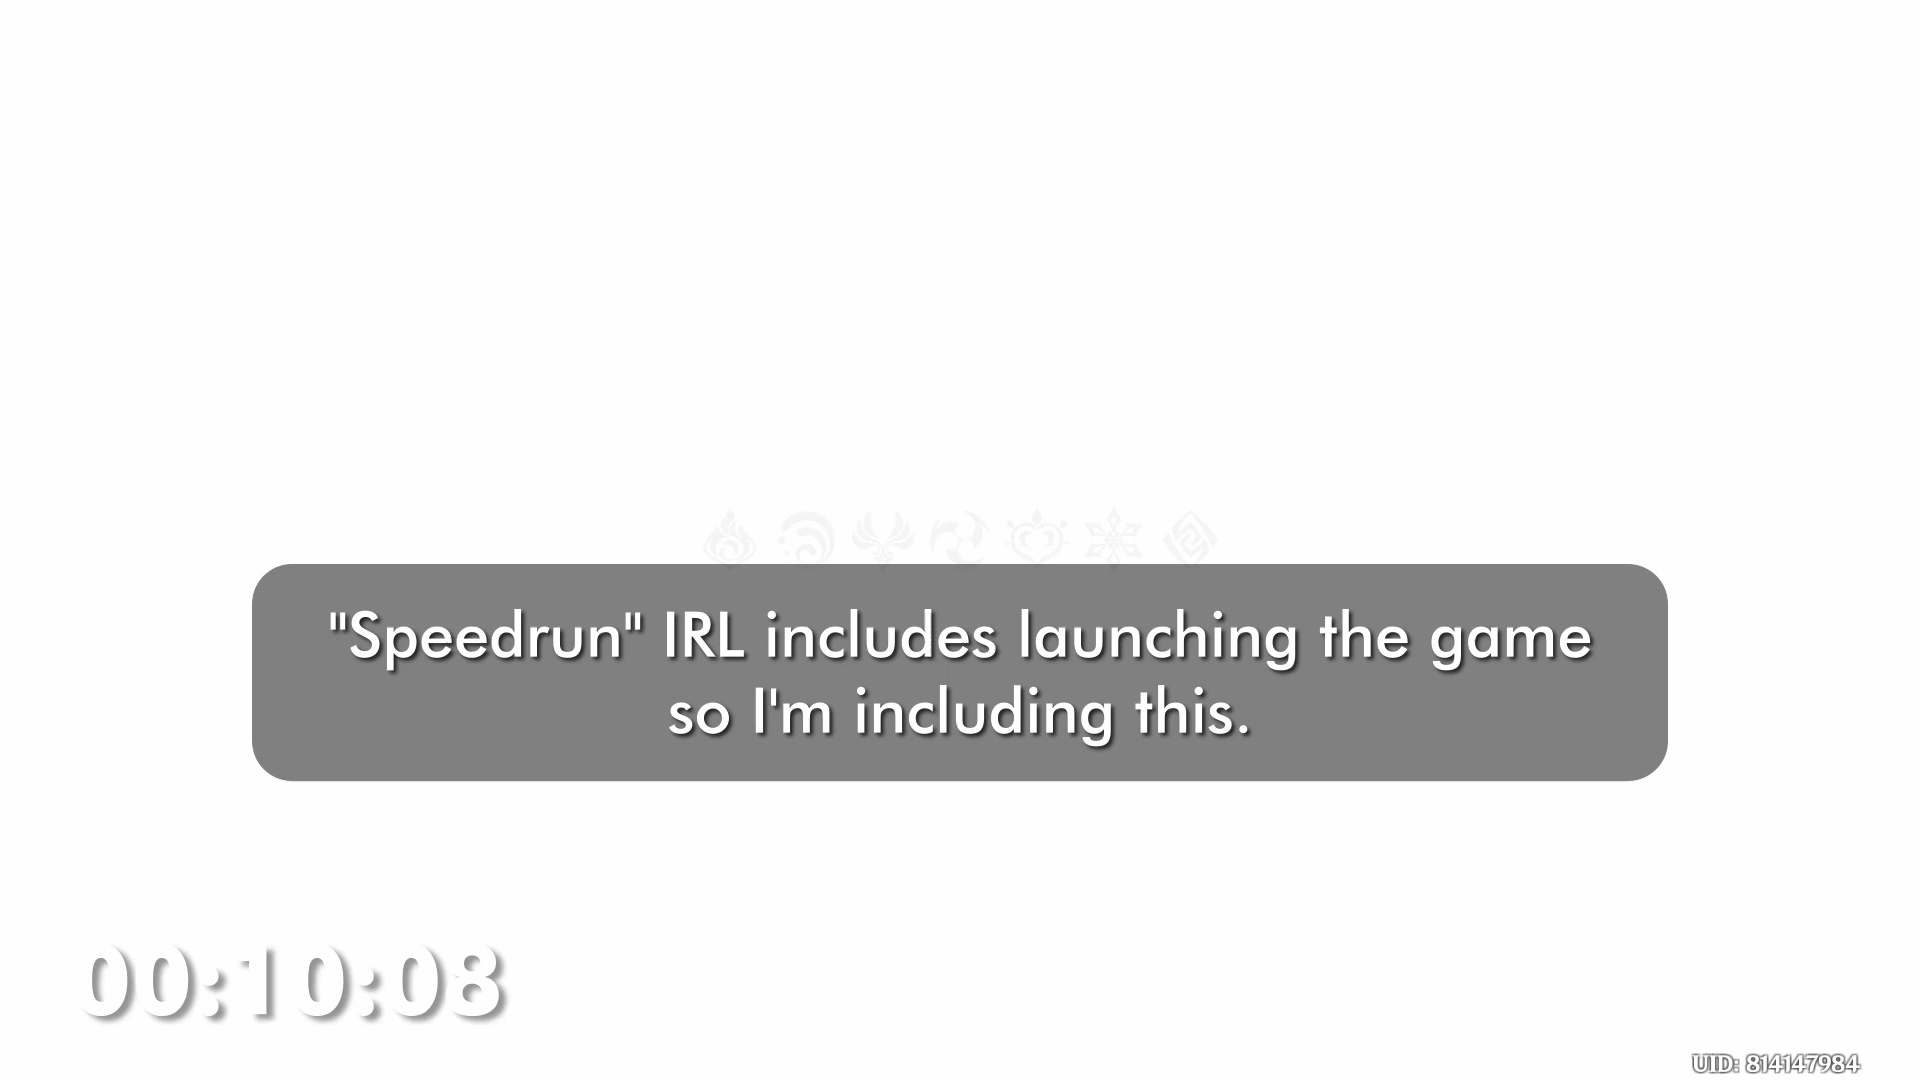 "Speedrun" IRL includes launching the game
so I'm including this.
00:10:08
UID: 814147984